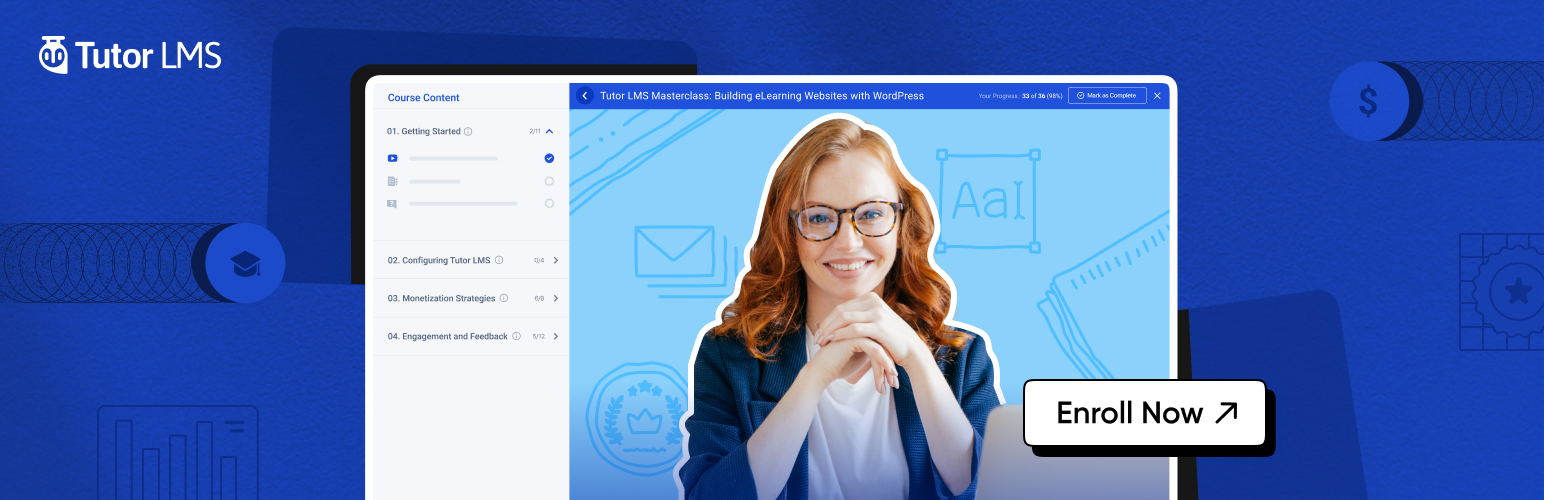 Tutor LMS
Course Content
Tutor LMS Masterclass: Building eLearning Websites with WordPress
Your Progress: 33 of 36 (98%)
Mark as Complete
01. Getting Started
2/11
02. Configuring Tutor LMS
0/4
03. Monetization Strategies
6/8
04. Engagement and Feedback
5/12
Aa
$
Enroll Now